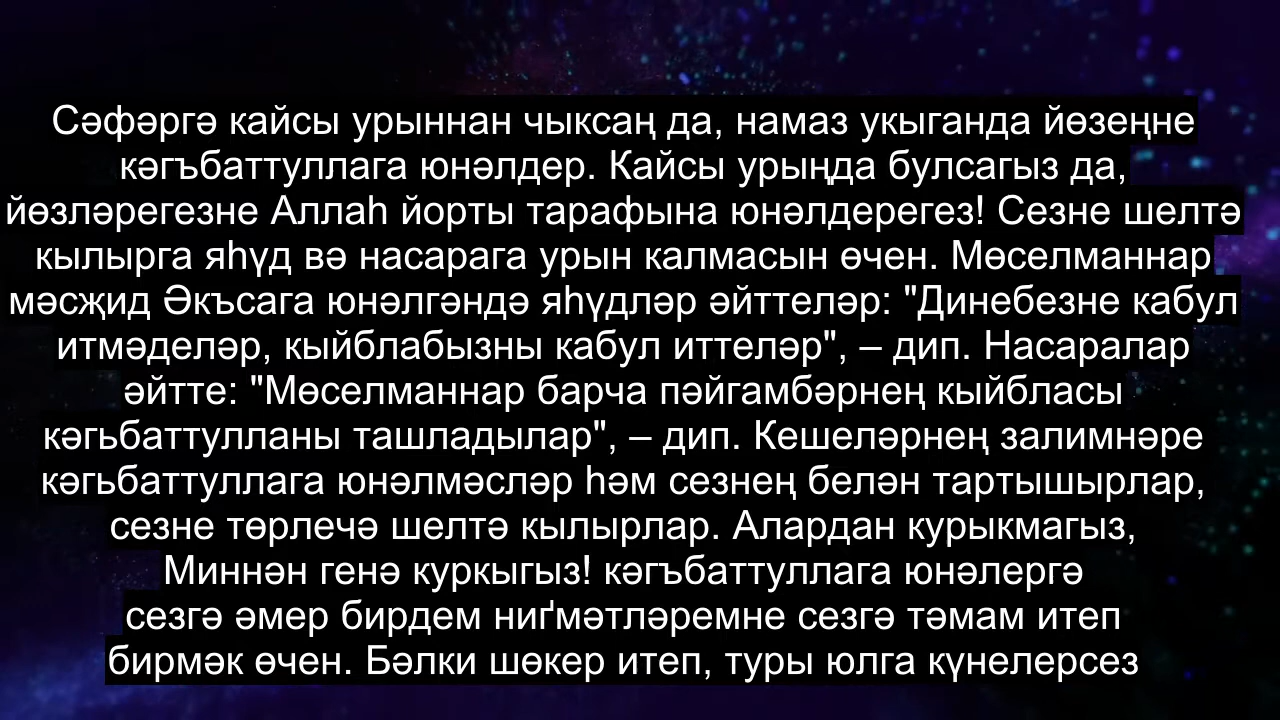 Сәфәргә кайсы урыннан чыксаң да, намаз укыганда йөзеңне
кәгъбаттуллага юнәлдер. Кайсы урыңда булсагыз да,
йөзләрегезне Аллаһ йорты тарафына юнәлдерегез! Сезне шелтә
кылырга яһүд вә насарага урын калмасын өчен. Мөселманнар
мәсҗид Әкъсага юнәлгәндә яһүдләр әйттеләр: "Динебезне кабул
итмәделәр, кыйблабызны кабул иттеләр", – дип. Насаралар
әйтте: "Мөселманнар барча пәйгамбәрнең кыйбласы
кәгьбаттулланы ташладылар", – дип. Кешеләрнең залимнәре
кәгьбаттуллага юнәлмәсләр һәм сезнең белән тартышырлар,
сезне төрлечә шелтә кылырлар. Алардан курыкмагыз,
Миннән генә куркыгыз! кәгъбаттуллага юнәлергә
сезгә әмер бирдем ниґмәтләремне сезгә тәмам итеп
бирмәк өчен. Бәлки шөкер итеп, туры юлга күнелерсез